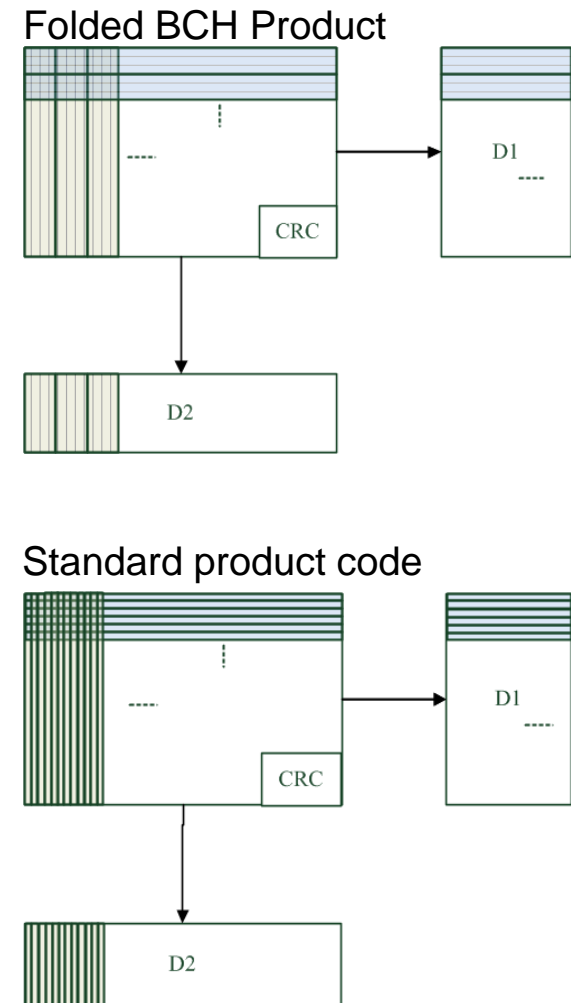 Folded BCH Product
D1
CRC
D2
Standard product code
D1
CRC
D2